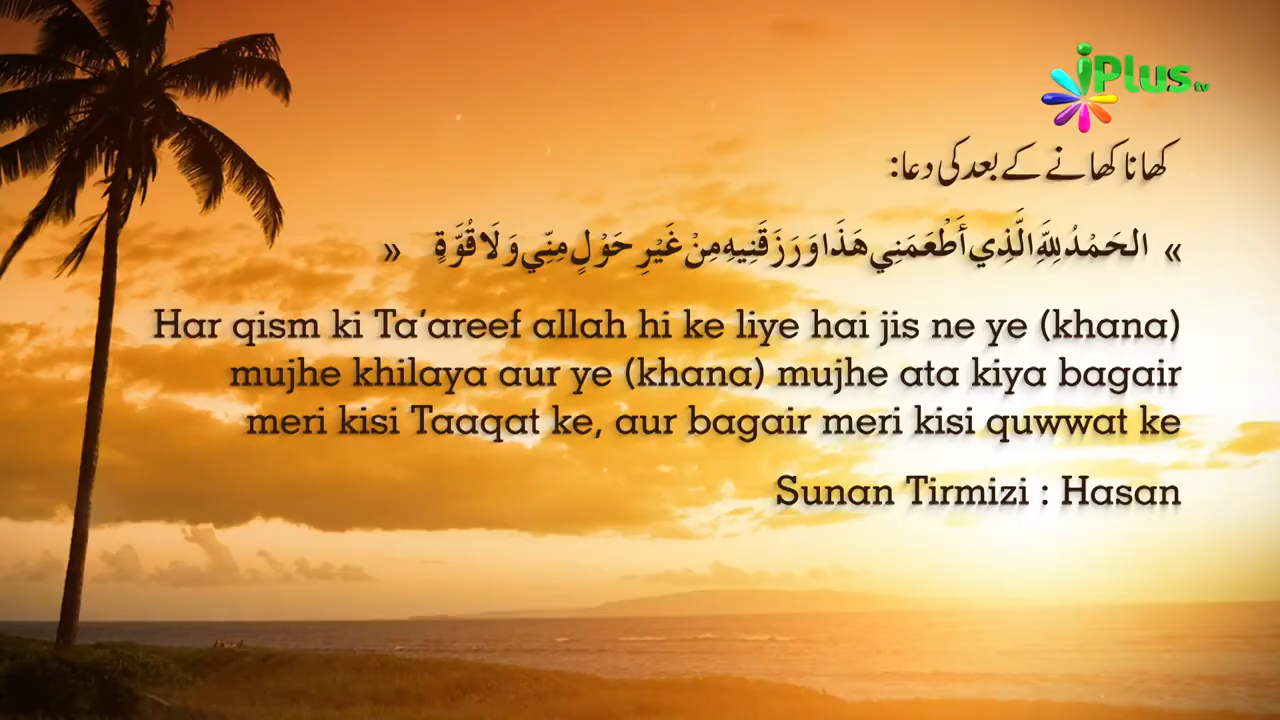 iPlus tv
کھانا کھانے کے بعد کی دعا:
» الحَمْدُ لِلَّهِ الَّذِي أَطْعَمَنِي هَذَا وَرَزَقَنِيهِ مِنْ غَيْرِ حَوْلٍ مِنِّي وَلَا قُوَّةٍ «
Har qism ki Ta’areef allah hi ke liye hai jis ne ye (khana)
mujhe khilaya aur ye (khana) mujhe ata kiya bagair
meri kisi Taaqat ke, aur bagair meri kisi quwwat ke
Sunan Tirmizi : Hasan